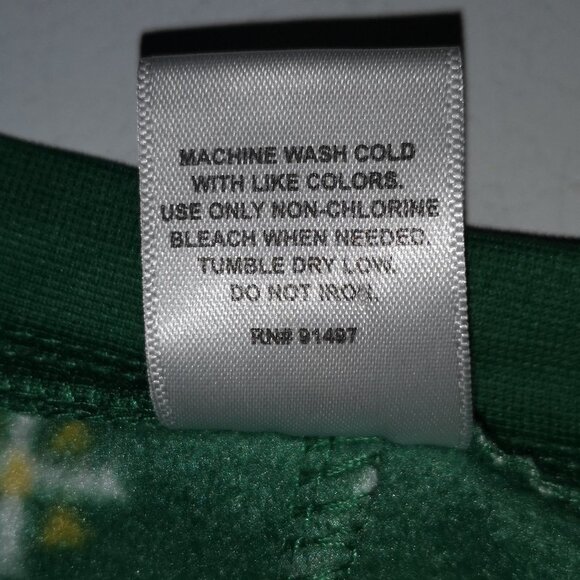 MACHINE WASH COLD
WITH LIKE COLORS.
USE ONLY NON-CHLORINE
BLEACH WHEN NEEDED.
TUMBLE DRY LOW.
DO NOT IRON.
RN# 91497